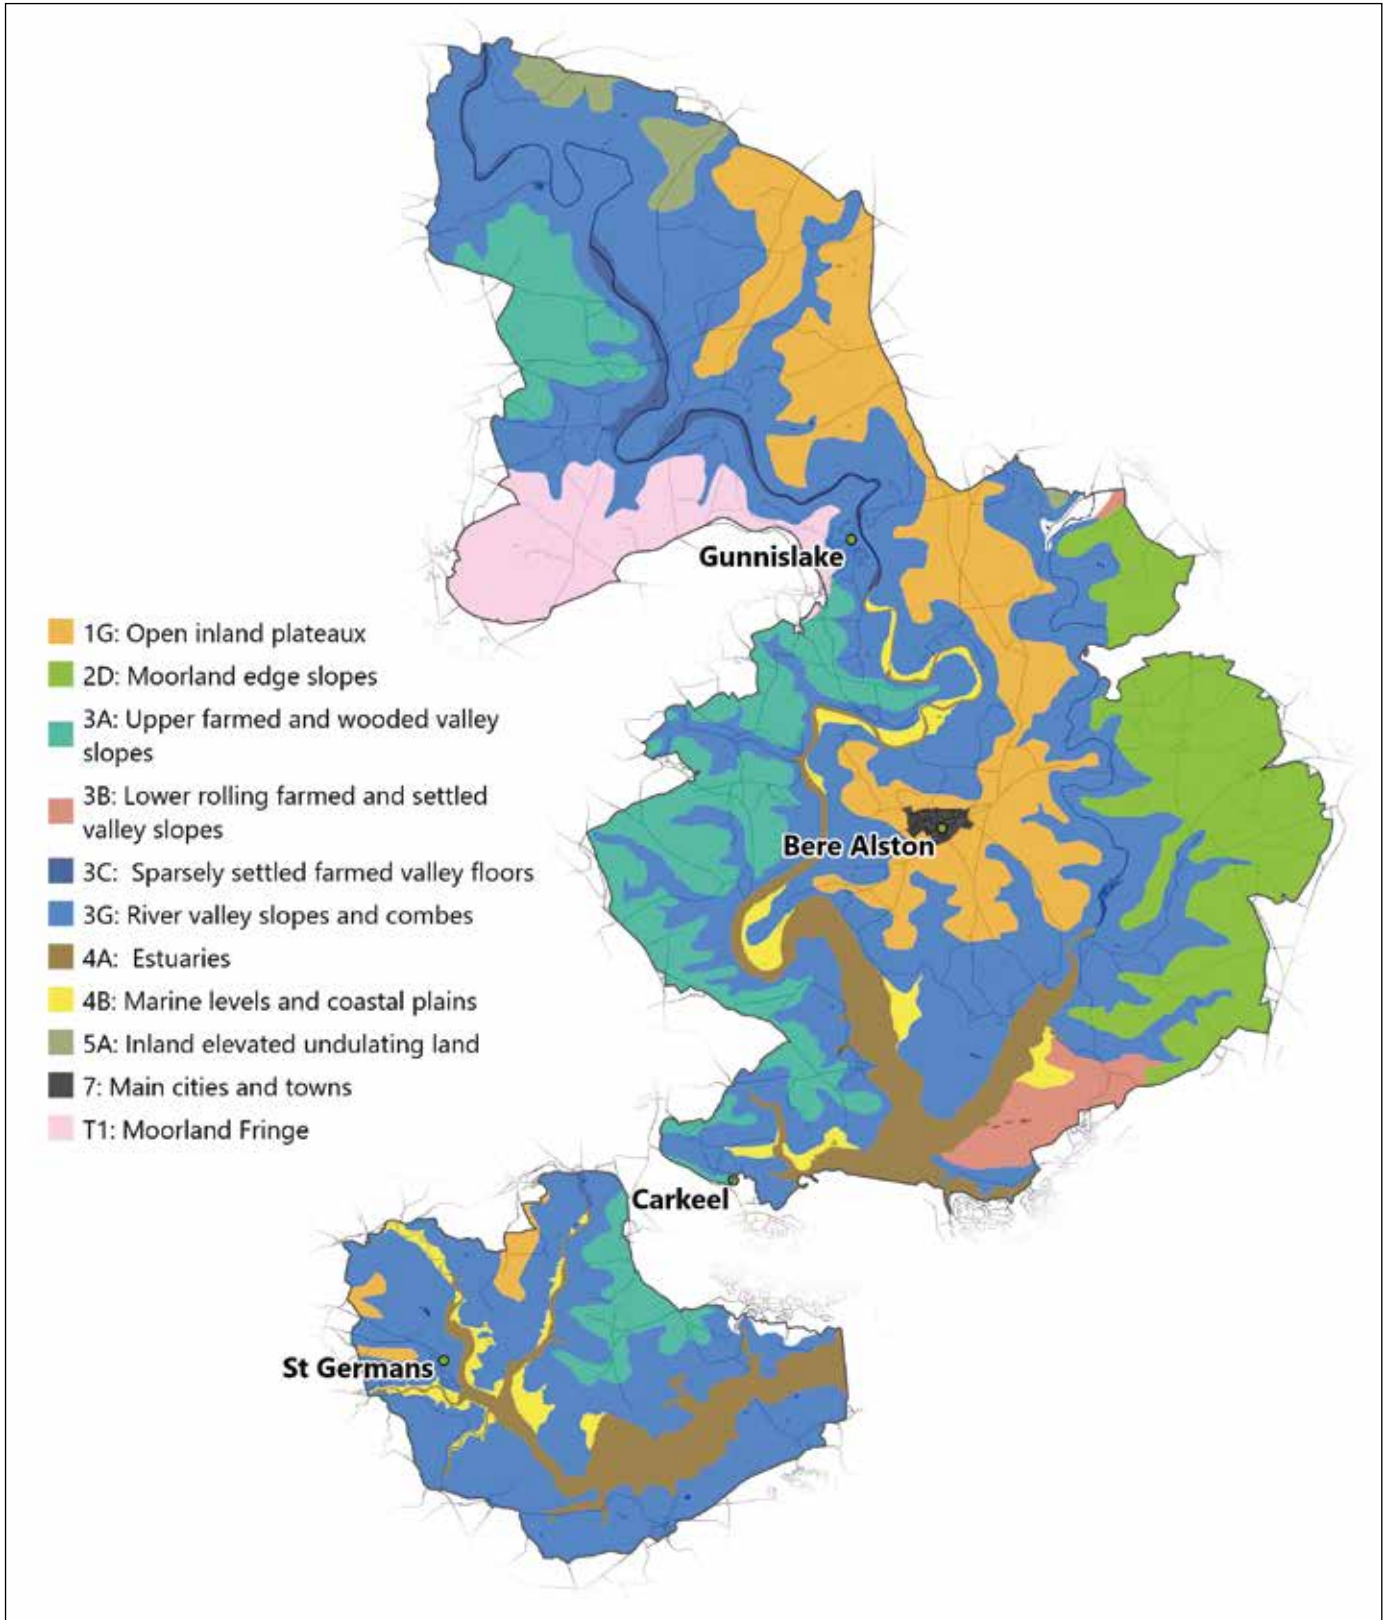 Gunnislake
1G: Open inland plateaux
2D: Moorland edge slopes
3A: Upper farmed and wooded valley
slopes
3B: Lower rolling farmed and settled
valley slopes
3C: Sparsely settled farmed valley floors
3G: River valley slopes and combes
4A: Estuaries
4B: Marine levels and coastal plains
5A: Inland elevated undulating land
7: Main cities and towns
T1: Moorland Fringe
Bere Alston
Carkeel
St Germans